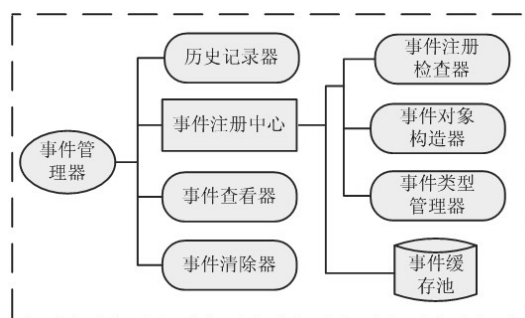 事件管
理器
历史记录器
事件注册中心
事件查看器
事件清除器
事件注册
检查器
事件对象
构造器
事件类型
管理器
事件缓
存池